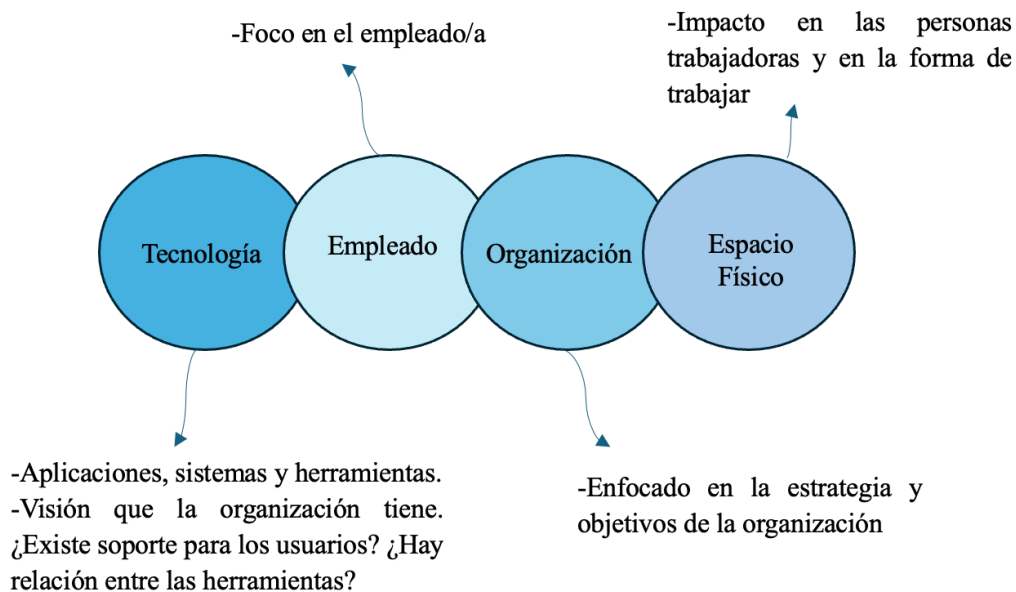 -Foco en el empleado/a
-Impacto en las personas
trabajadoras y en la forma de
trabajar
Tecnología
Empleado
Organización
Espacio
Físico
-Aplicaciones, sistemas y herramientas.
-Visión que la organización tiene.
¿Existe soporte para los usuarios? ¿Hay
relación entre las herramientas?
-Enfocado en la estrategia y
objetivos de la organización